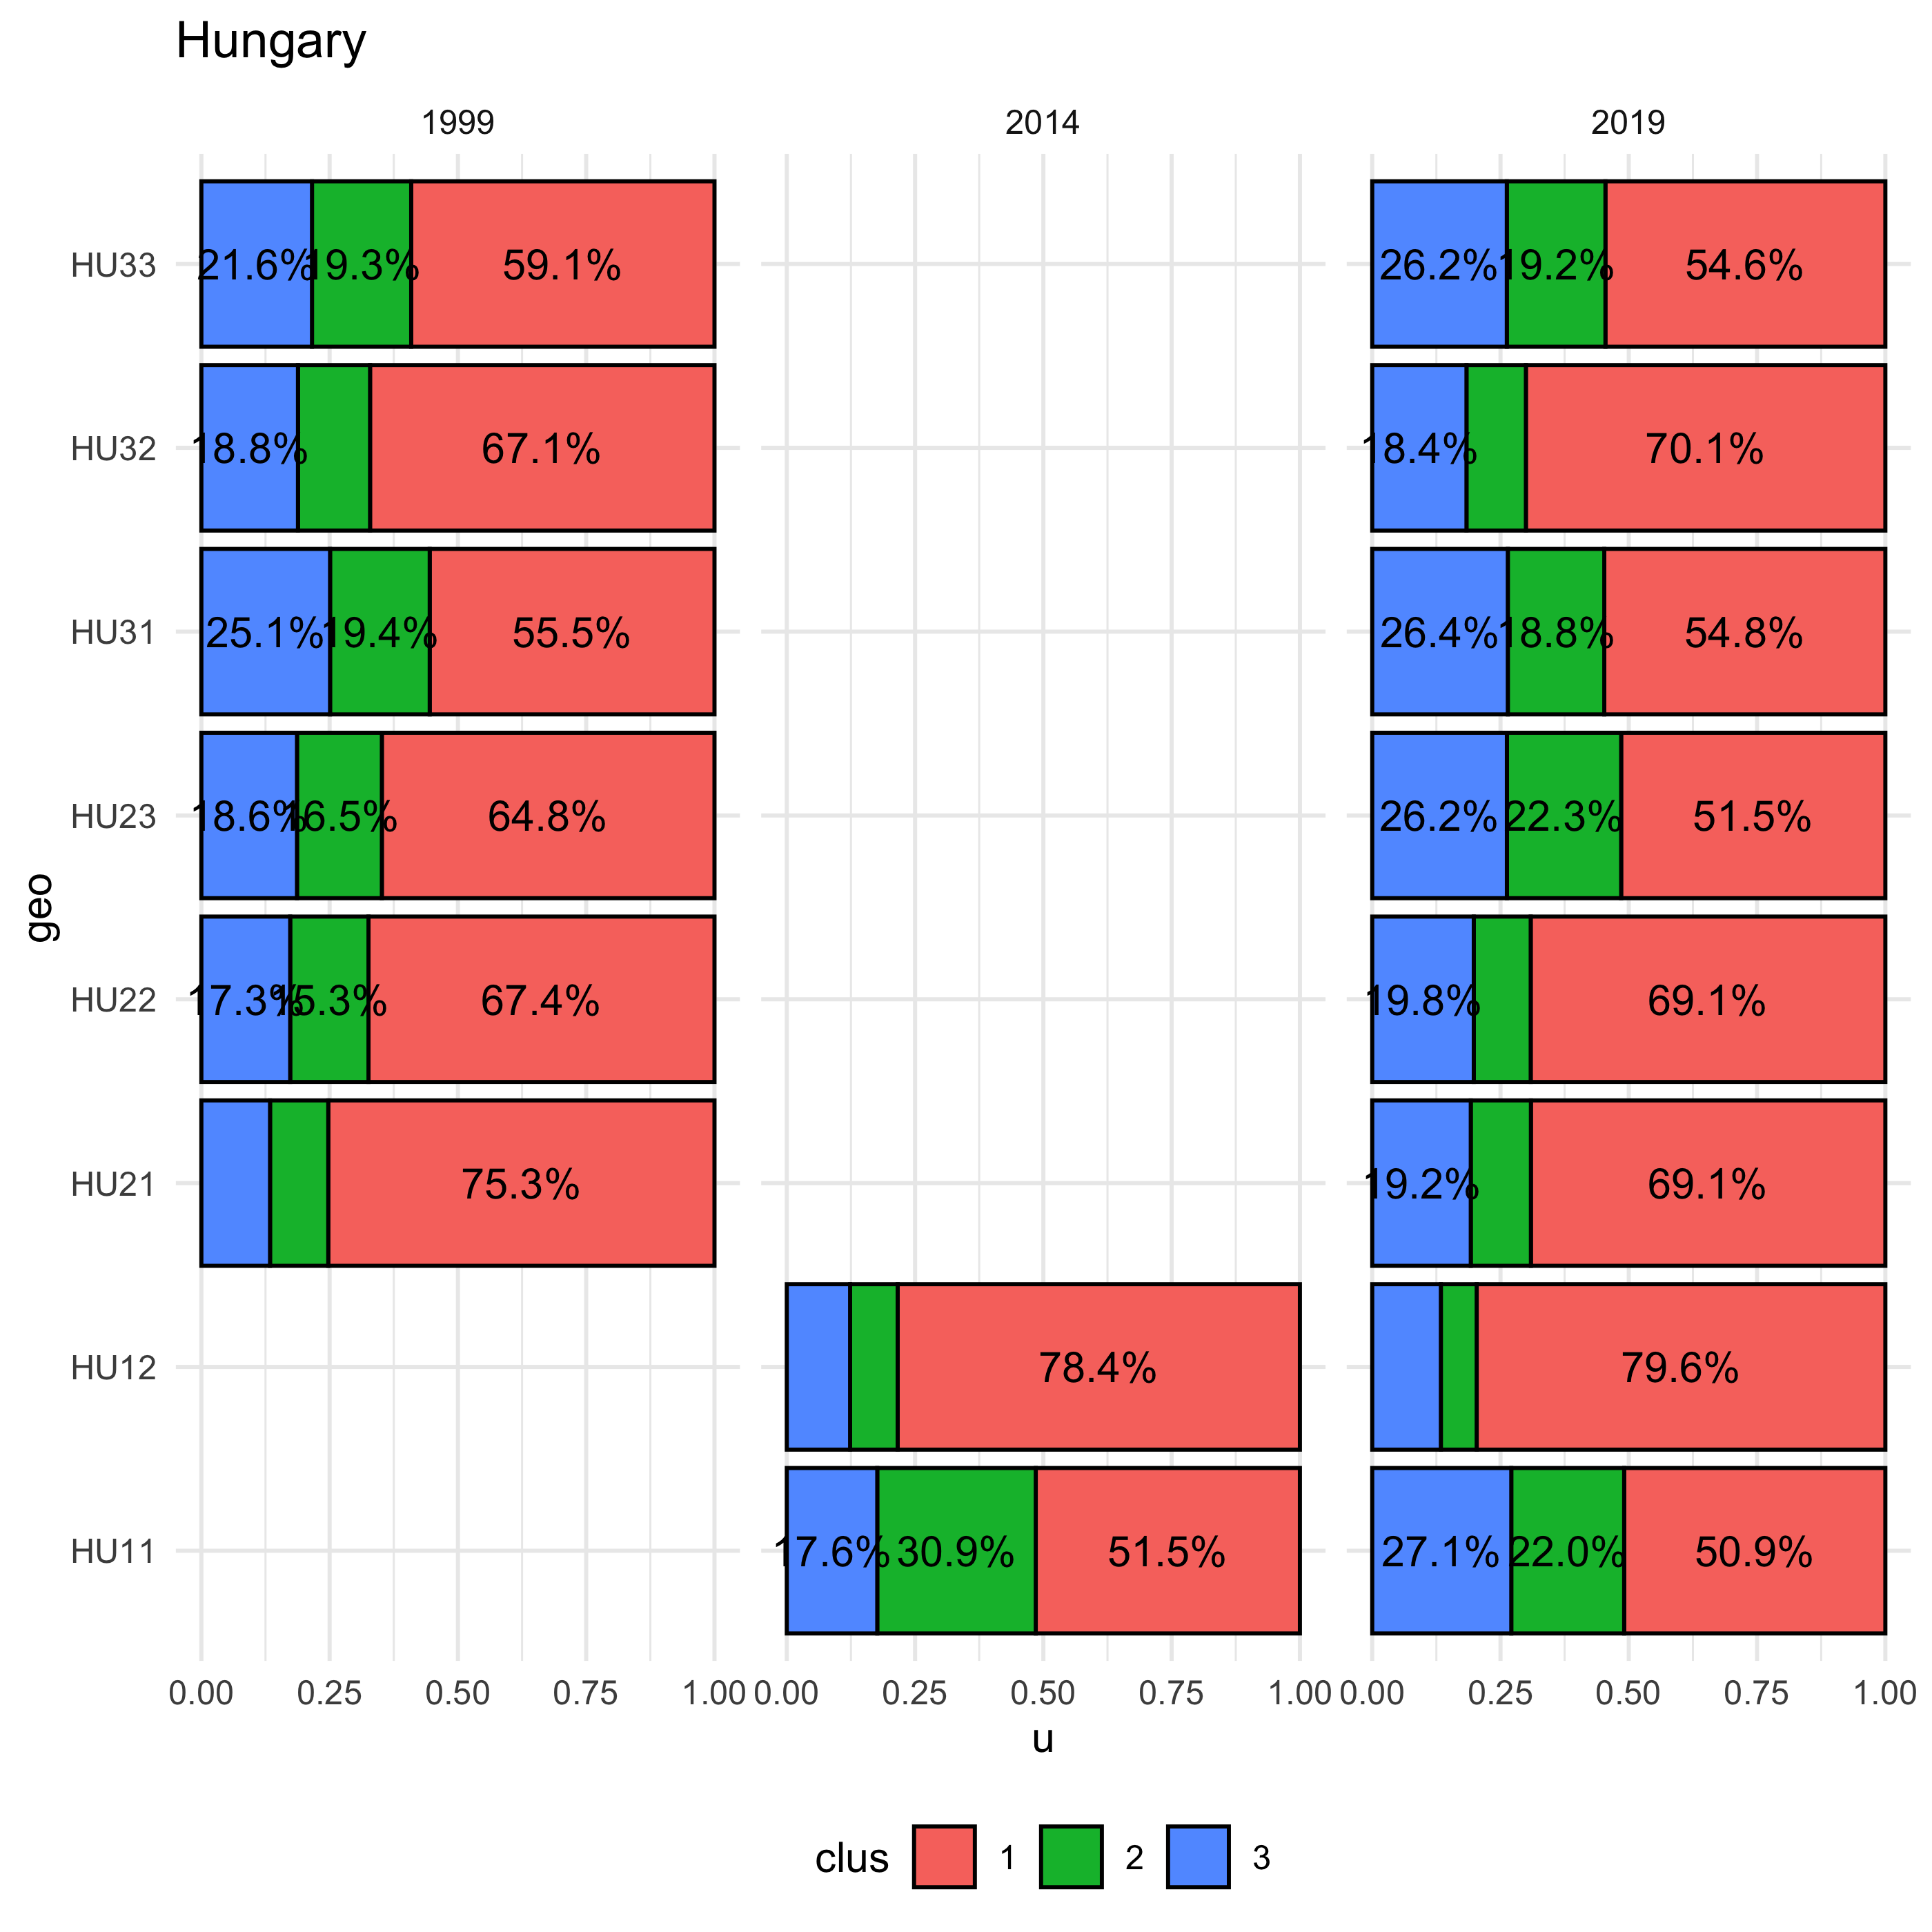 Hungary
1999 2014 2019
HU33 21.6% 19.3% 59.1% 26.2% 19.2% 54.6%
HU32 18.8% 67.1% 18.4% 70.1%
HU31 25.1% 19.4% 55.5% 26.4% 18.8% 54.8%
HU23 18.6% 16.5% 64.8% 26.2% 22.3% 51.5%
geo
HU22 17.3% 15.3% 67.4% 19.8% 69.1%
HU21 75.3% 19.2% 69.1%
HU12 78.4% 79.6%
HU11 17.6% 30.9% 51.5% 27.1% 22.0% 50.9%
0.00 0.25 0.50 0.75 1.00 0.00 0.25 0.50 0.75 1.00 0.00 0.25 0.50 0.75 1.00
u
clus 1 2 3